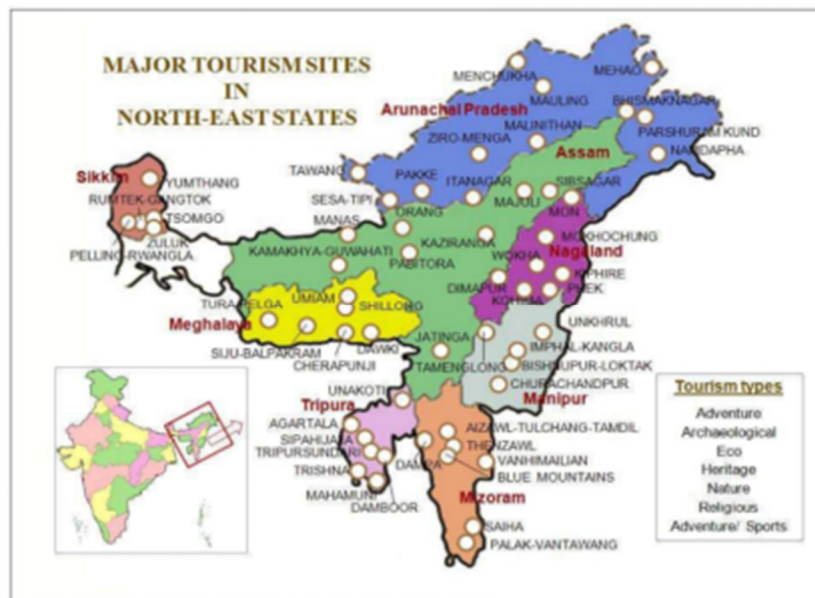 MAJOR TOURISM SITES
IN
NORTH-EAST STATES
MENCHUKHA
MEHAO
MAULING
Arunachal Pradesh
BHISMAKNAGAR
MALINITHAN
PARSHURAM KUND
ZIRO-MENGA
NAMDAPHA
Assam
TAWANG
PAKKE
ITANAGAR
SIBSAGAR
MAJULI
SESA-TIPI
MON
Sikkim
YUMTHANG
RUMTEK-GANGTOK
TSOMGO
ZULUK
PELLING-RWANGLA
MANAS
ORANG
KAZIRANGA
MOKHOCHUNG
KAMAKHYA-GUWAHATI
PABITORA
WOKHA
Nagaland
KIPHIRE
DIMAPUR
PHEK
KOHIMA
TURA-PELGA
UMIAM
SHILLONG
Meghalaya
SIJU-BALPAKRAM
DAWKI
CHERAPUNJI
JATINGA
TAMENGLONG
UNKHRUL
IMPHAL-KANGLA
BISHNUPUR-LOKTAK
CHURACHANDPUR
Manipur
UNAKOTI
Tripura
AGARTALA
SIPAHIJALA
TRIPURSUNDARI
TRISHNA
MAHAMUNI
DAMBOOR
DAMPA
AIZAWL-TULCHANG-TAMDIL
THENZAWL
VANHIMAILIAN
BLUE MOUNTAINS
Mizoram
SAIHA
PALAK-VANTAWANG
Tourism types
Adventure
Archaeological
Eco
Heritage
Nature
Religious
Adventure/ Sports